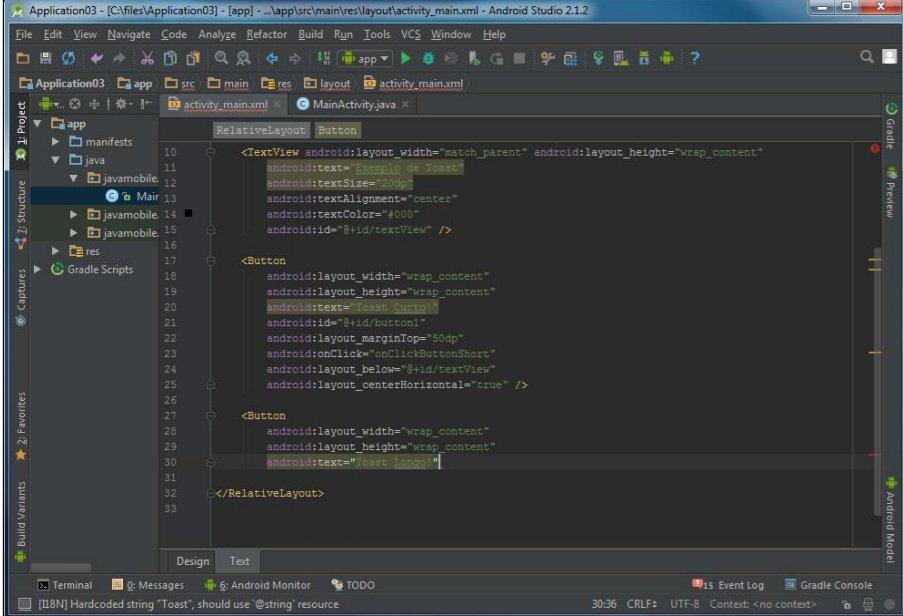 Application03 - [C:\files\Application03] - [app] - ...\app\src\main\res\layout\activity_main.xml - Android Studio 2.1.2
File Edit View Navigate Code Analyze Refactor Build Run Tools VCS Window Help
app
Application03 app src main res layout activity_main.xml
activity_main.xml MainActivity.java
1: Project
7: Structure
Captures
2: Favorites
Build Variants
app
manifests
java
javamobile.
Mair
javamobile.
javamobile.
res
Gradle Scripts
RelativeLayout Button
10 <TextView android:layout_width="match_parent" android:layout_height="wrap_content"
11 android:text="Exemplo de Toast"
12 android:textSize="20dp"
13 android:textAlignment="center"
14 android:textColor="#000"
15 android:id="@+id/textView" />
16
17 <Button
18 android:layout_width="wrap_content"
19 android:layout_height="wrap_content"
20 android:text="Toast Curto!"
21 android:id="@+id/button1"
22 android:layout_marginTop="50dp"
23 android:onClick="onClickButtonShort"
24 android:layout_below="@+id/textView"
25 android:layout_centerHorizontal="true" />
26
27 <Button
28 android:layout_width="wrap_content"
29 android:layout_height="wrap_content"
30 android:text="Toast Longo!"
31
32 </RelativeLayout>
33
Gradle
Preview
Android Model
Design Text
Terminal 0: Messages 6: Android Monitor TODO 15 Event Log Gradle Console
[I18N] Hardcoded string "Toast", should use `@string` resource 30:36 CRLF UTF-8 Context: <no context>